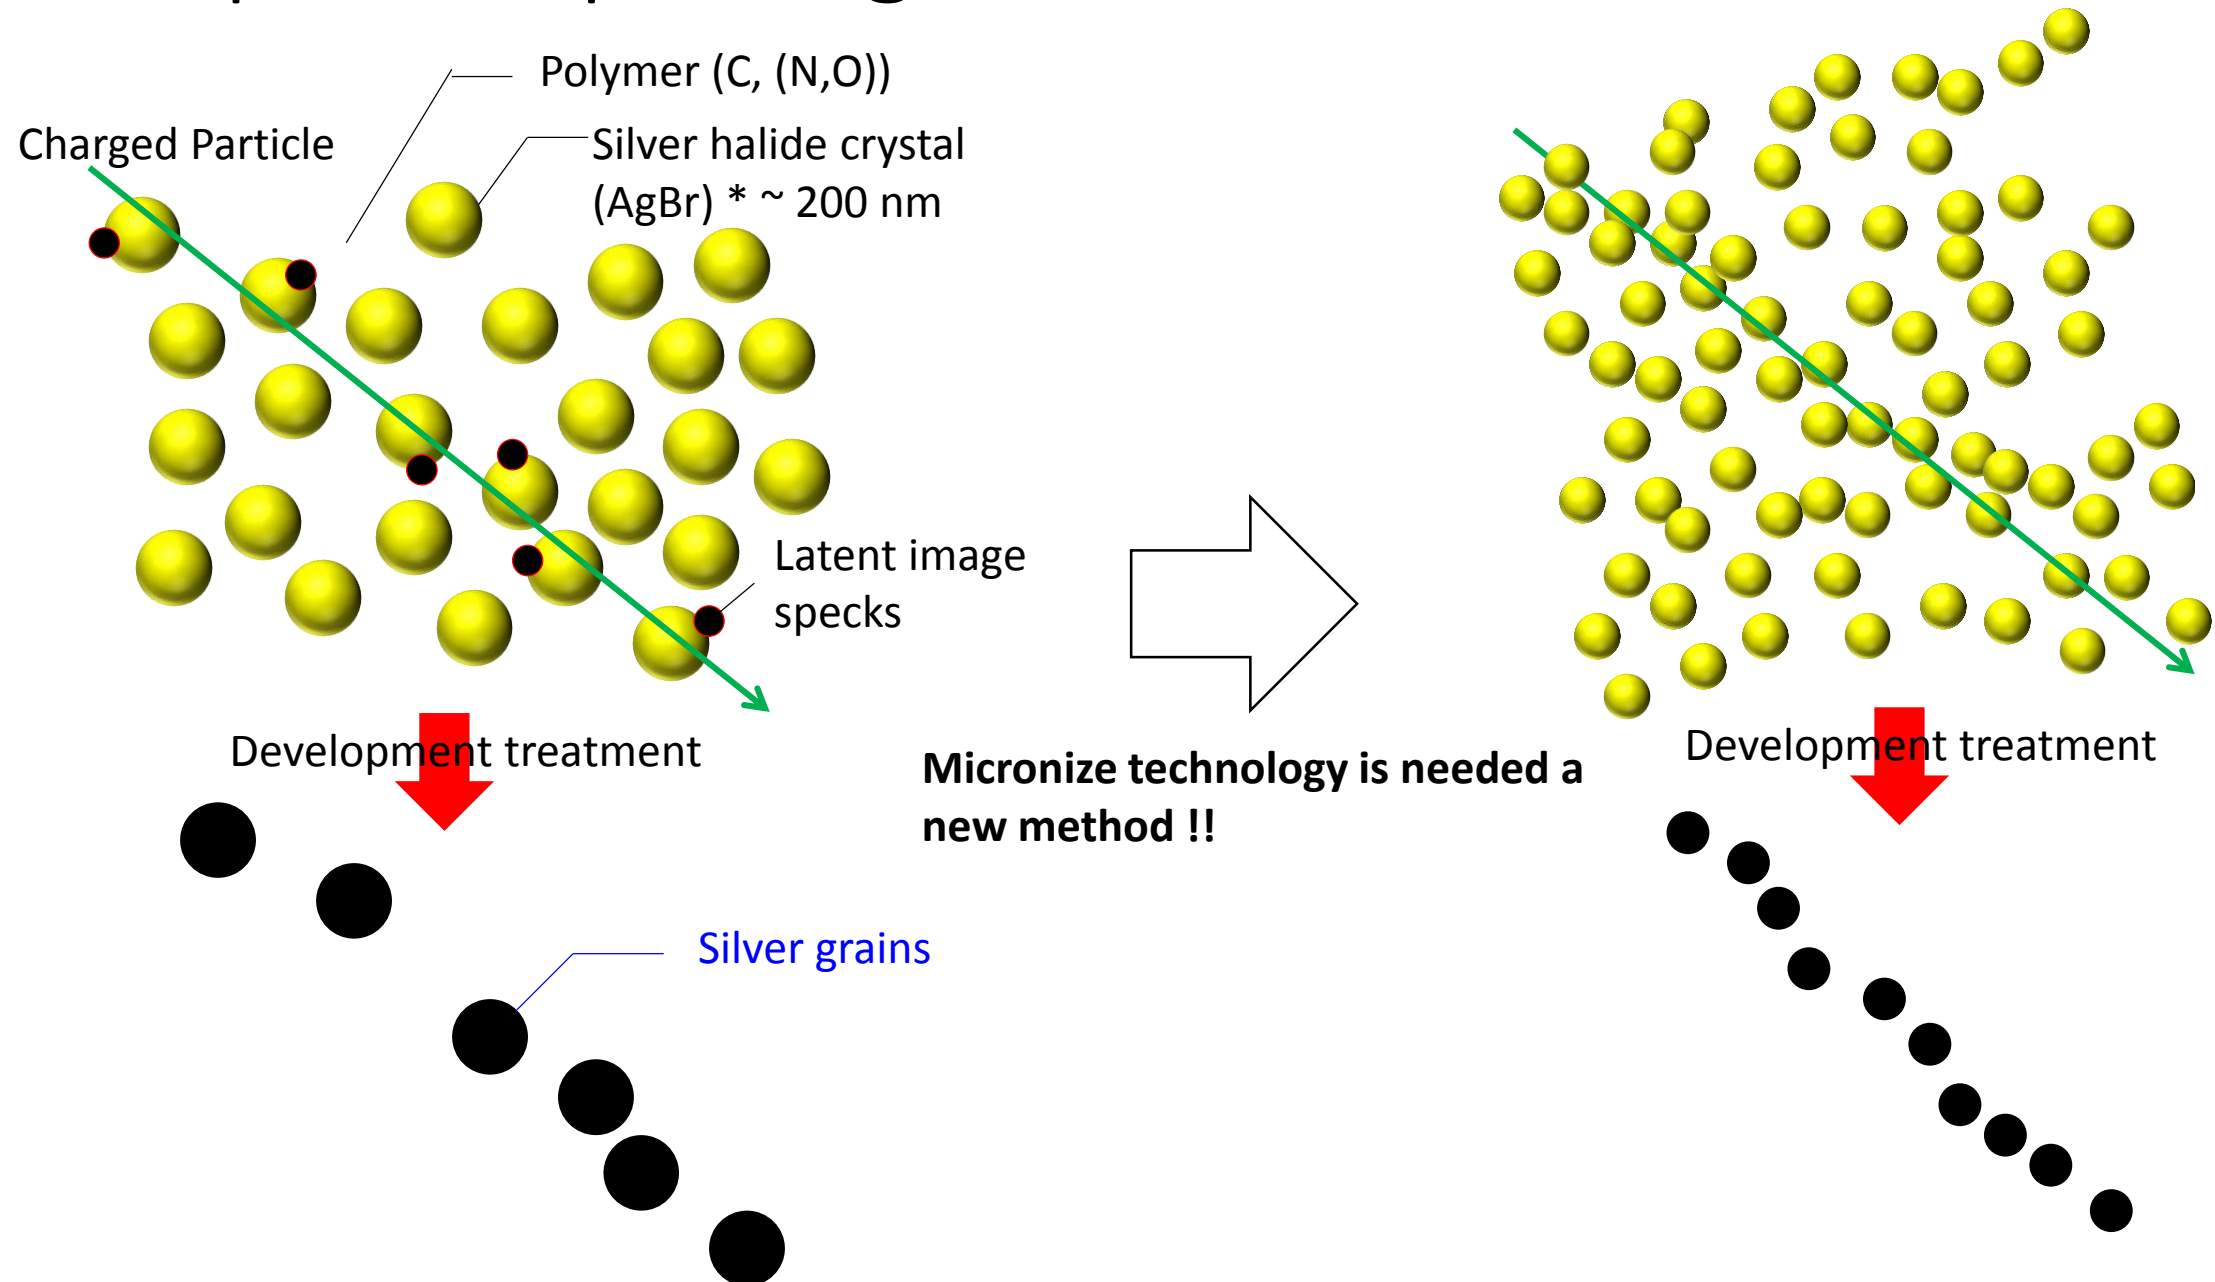 Polymer (C, (N,O))
Charged Particle
Silver halide crystal
(AgBr) * ~ 200 nm
Latent image
specks
Development treatment
Micronize technology is needed a
new method !!
Development treatment
Silver grains